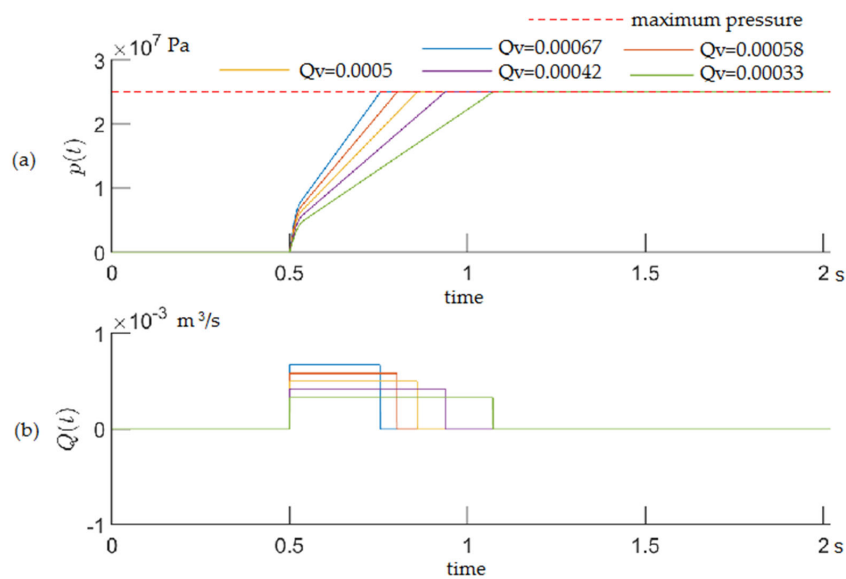 maximum pressure
×10⁷ Pa
Qv=0.00067 Qv=0.00058
Qv=0.0005 Qv=0.00042 Qv=0.00033
3
2
(a) p(t)
1
0
0 0.5 1 1.5 2 s
time
×10⁻³ m³/s
1
(b) Q(t) 0
-1
0 0.5 1 1.5 2 s
time